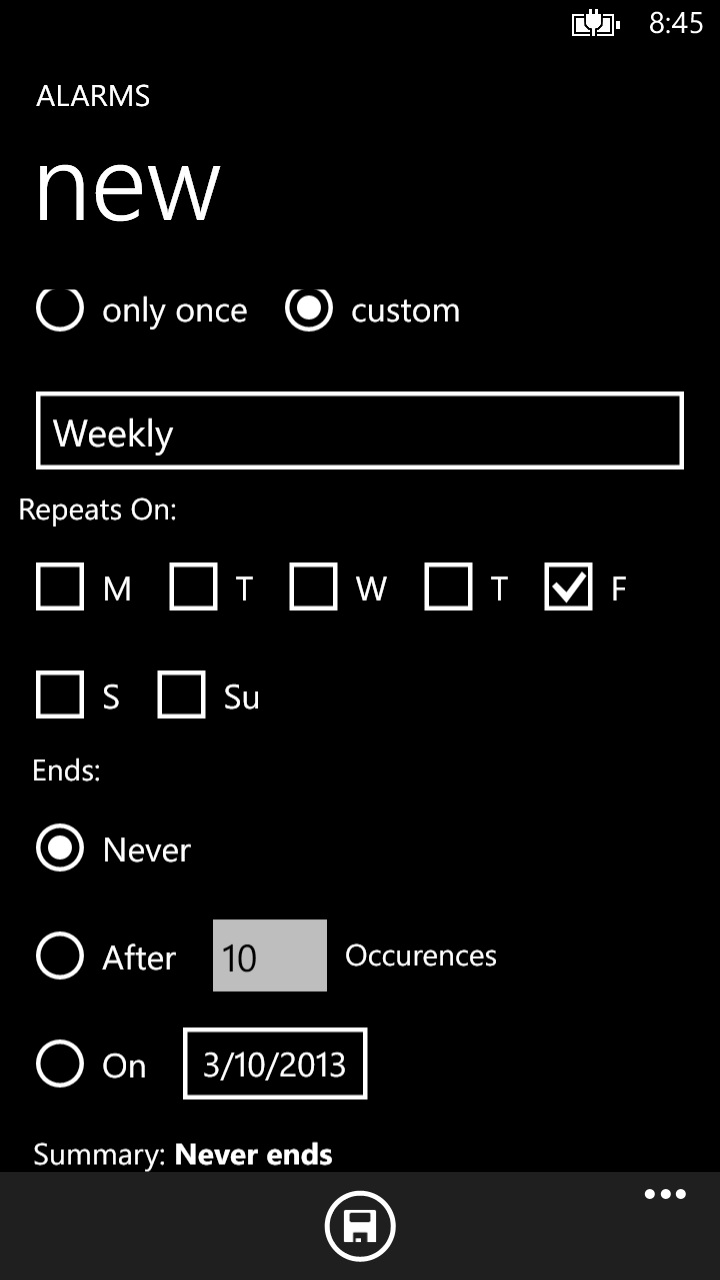 8:45
ALARMS
new
only once custom
Weekly
Repeats On:
M T W T F
S Su
Ends:
Never
After 10 Occurences
On 3/10/2013
Summary: Never ends